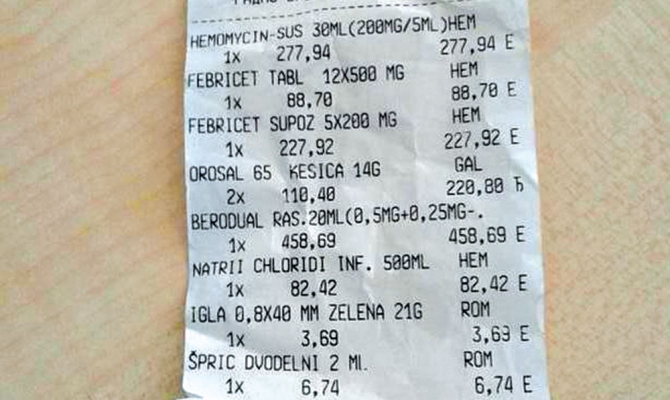 HEMOMYCIN-SUS 30ML(200MG/5ML)HEM
1x 277,94 277,94 E
FEBRICET TABL 12X500 MG HEM
1x 88,70 88,70 E
FEBRICET SUPOZ 5X200 MG HEM
1x 227,92 227,92 E
OROSAL 65 KESICA 14G GAL
2x 110,40 220,80 Ђ
BERODUAL RAS.20ML(0,5MG+0,25MG-.
1x 458,69 458,69 E
NATRII CHLORIDI INF. 500ML HEM
1x 82,42 82,42 E
IGLA 0,8X40 MM ZELENA 21G ROM
1x 3,69 3,69 E
ŠPRIC DVODELNI 2 ML ROM
1x 6,74 6,74 E